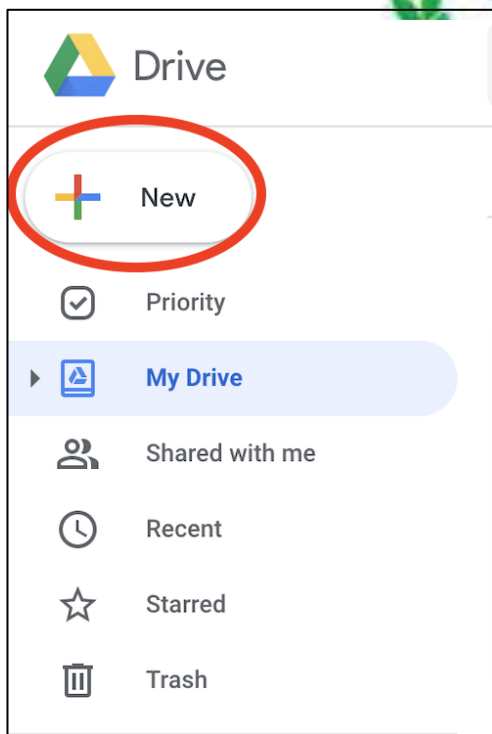 Drive
New
Priority
My Drive
Shared with me
Recent
Starred
Trash